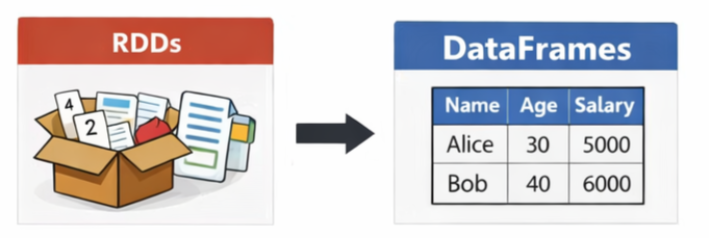 RDDs
4
2
DataFrames
Name Age Salary
Alice 30 5000
Bob 40 6000